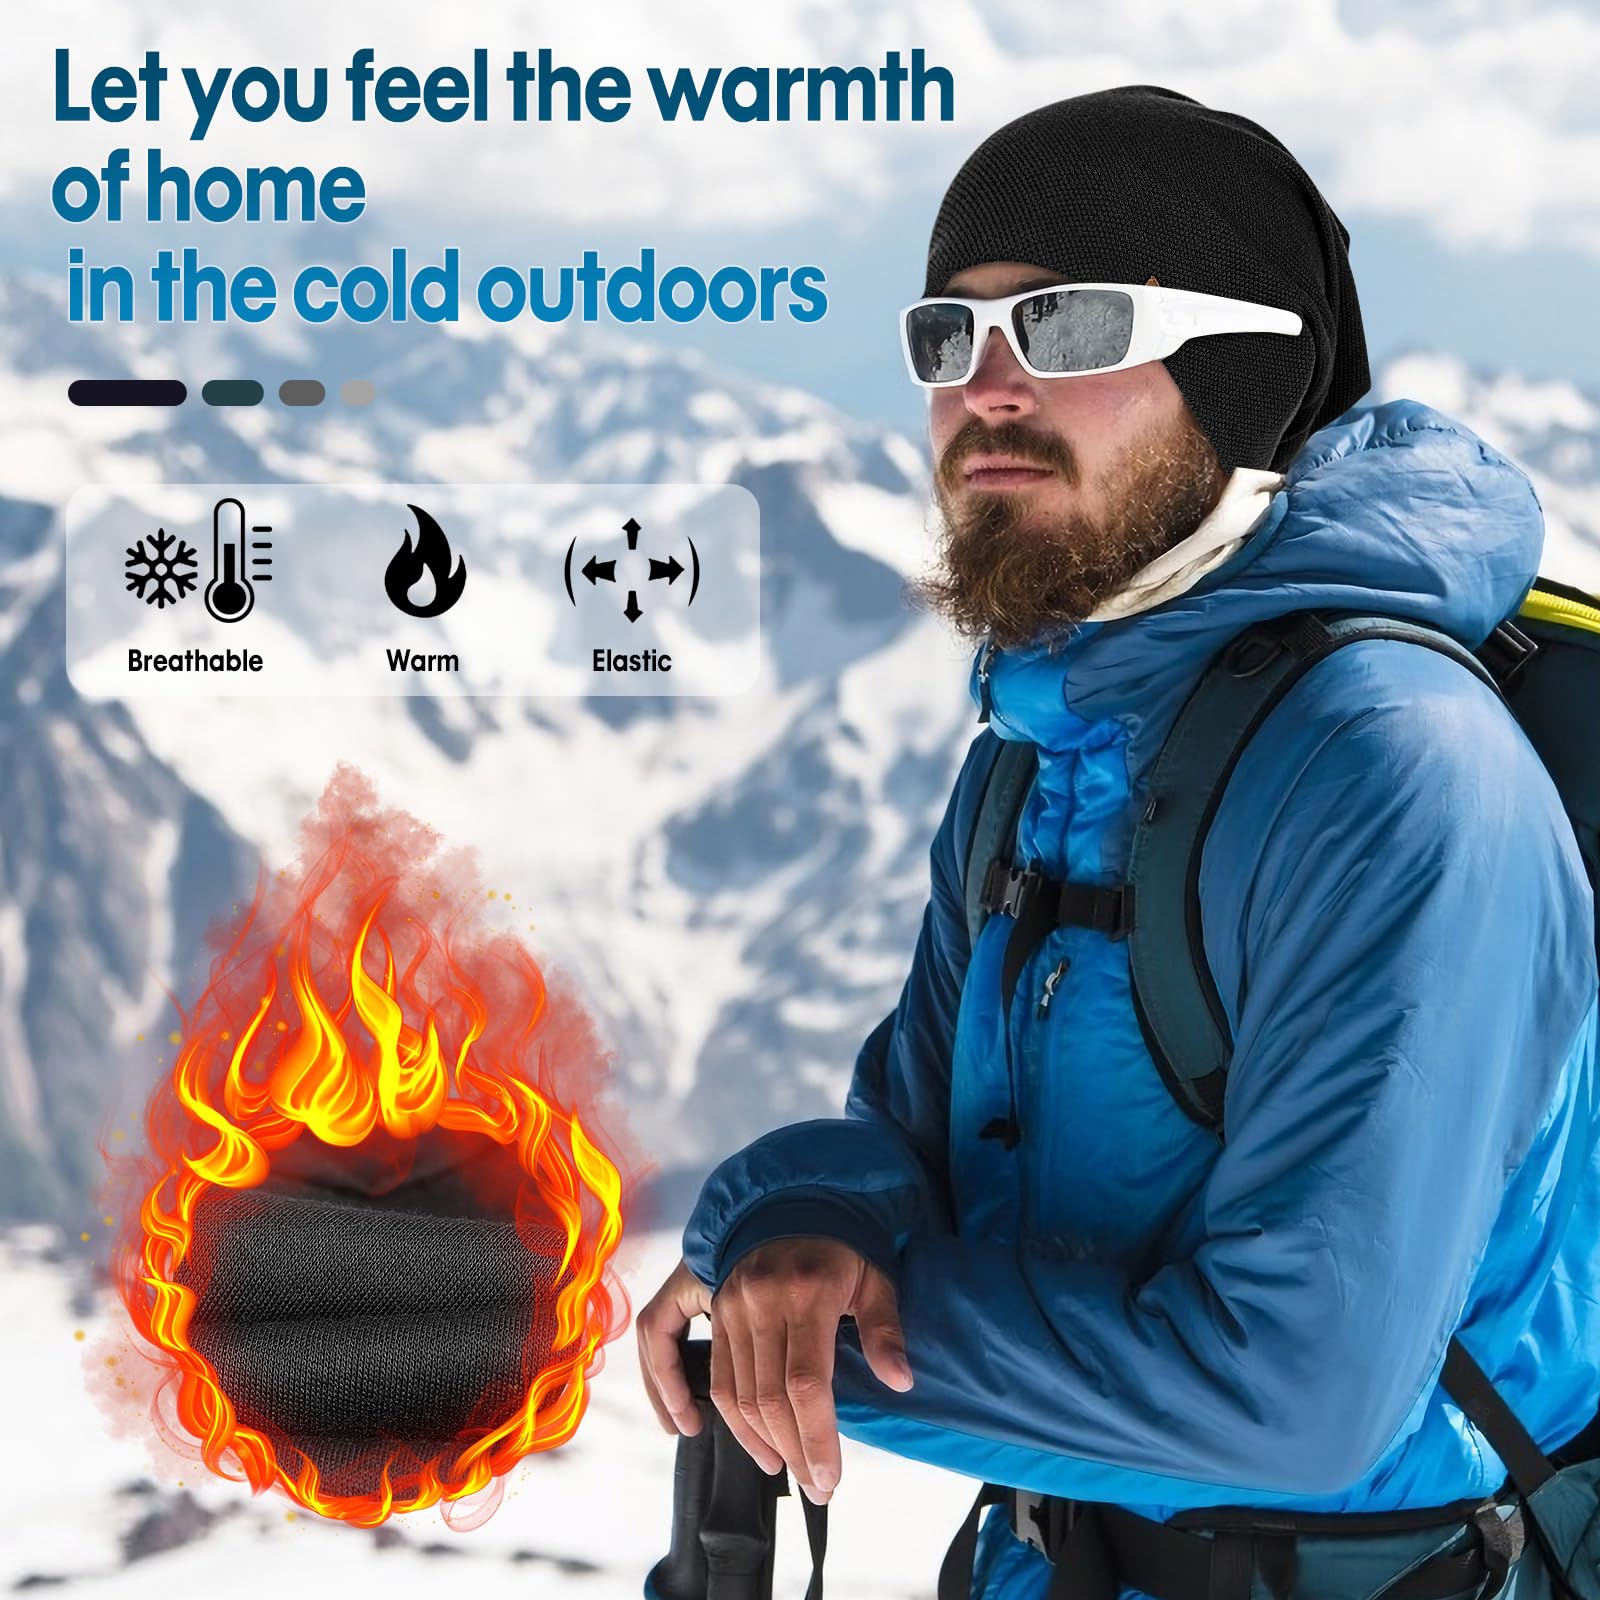 Let you feel the warmth
of home
in the cold outdoors
Breathable
Warm
Elastic